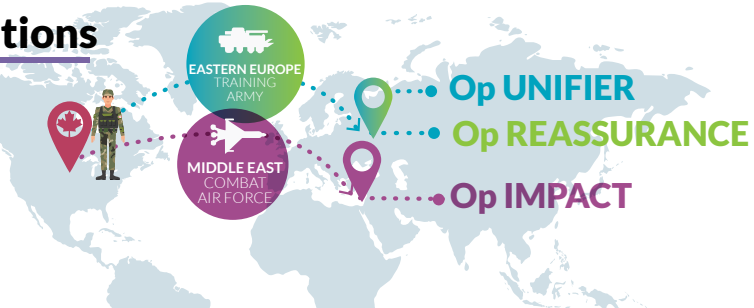 tions
EASTERN EUROPE
TRAINING
ARMY
Op UNIFIER
Op REASSURANCE
MIDDLE EAST
COMBAT
AIR FORCE
Op IMPACT